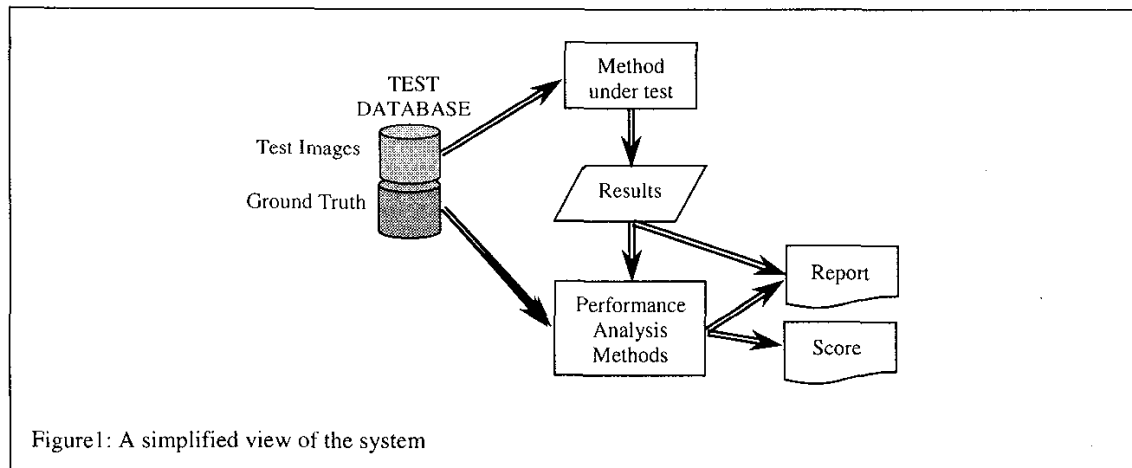 TEST
DATABASE
Test Images
Ground Truth
Method
under test
Results
Performance
Analysis
Methods
Report
Score
Figure1: A simplified view of the system